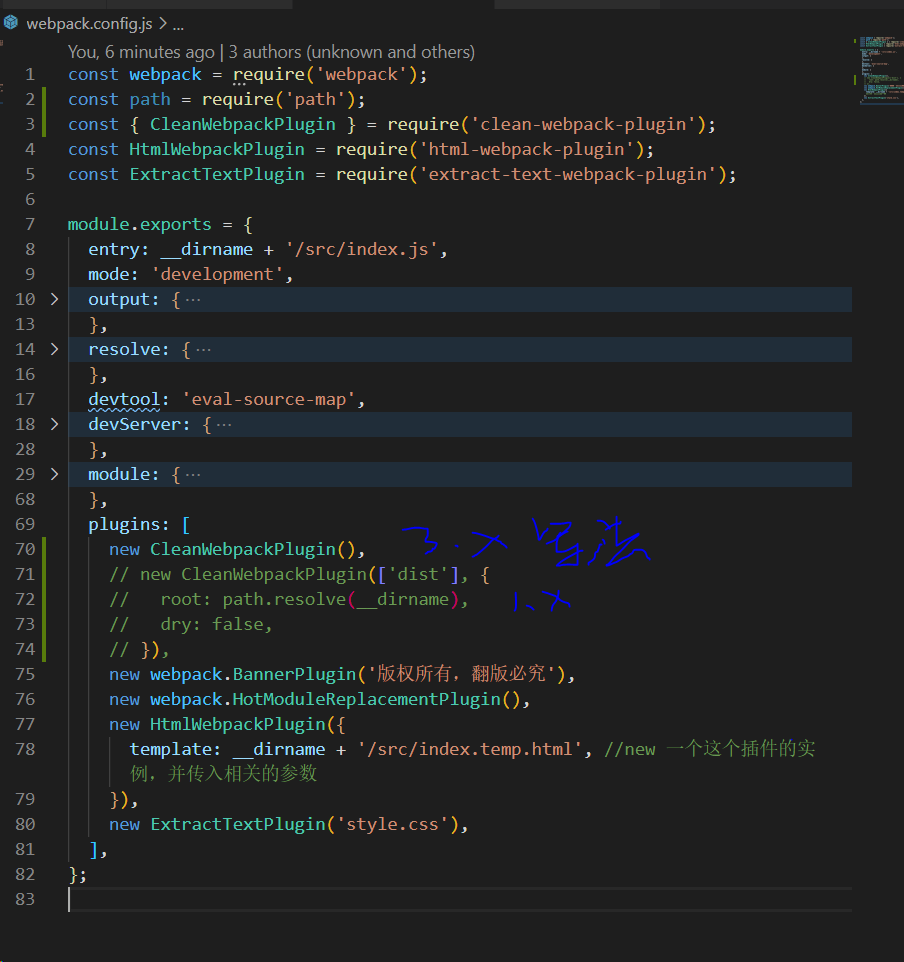 webpack.config.js > ...
You, 6 minutes ago | 3 authors (unknown and others)
1 const webpack = require('webpack');
2 const path = require('path');
3 const { CleanWebpackPlugin } = require('clean-webpack-plugin');
4 const HtmlWebpackPlugin = require('html-webpack-plugin');
5 const ExtractTextPlugin = require('extract-text-webpack-plugin');
6
7 module.exports = {
8 entry: __dirname + '/src/index.js',
9 mode: 'development',
10 output: {···
13 },
14 resolve: {···
16 },
17 devtool: 'eval-source-map',
18 devServer: {···
28 },
29 module: {···
68 },
69 plugins: [
70 new CleanWebpackPlugin(), 3.x 写法
71 // new CleanWebpackPlugin(['dist'], {
72 // root: path.resolve(__dirname), 1.x
73 // dry: false,
74 // }),
75 new webpack.BannerPlugin('版权所有，翻版必究'),
76 new webpack.HotModuleReplacementPlugin(),
77 new HtmlWebpackPlugin({
78 template: __dirname + '/src/index.temp.html', //new 一个这个插件的实
例，并传入相关的参数
79 }),
80 new ExtractTextPlugin('style.css'),
81 ],
82 };
83